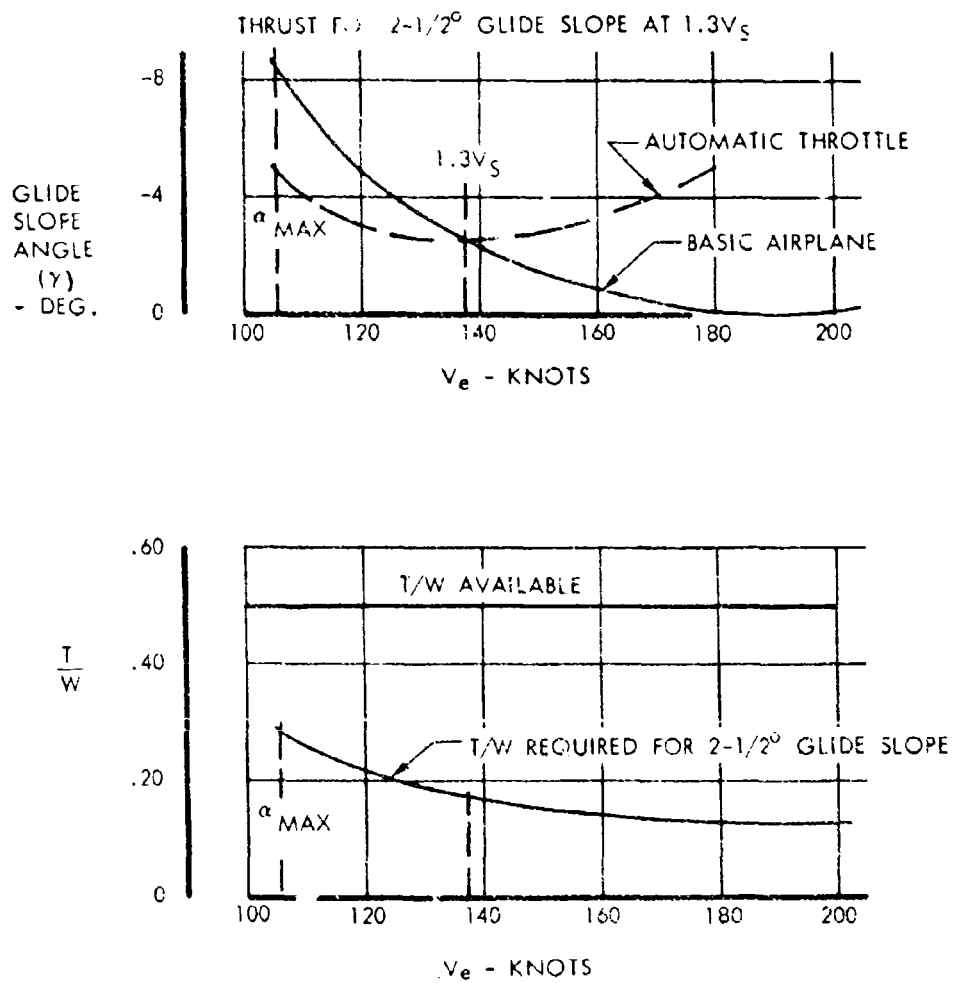 THRUST 2-1/2° GLIDE SLOPE AT 1.3VS
-8
-4
0
GLIDE
SLOPE
ANGLE
(γ)
- DEG.
AUTOMATIC THROTTLE
1.3VS
α MAX
BASIC AIRPLANE
100 120 140 160 180 200
Ve - KNOTS
.60
.40
.20
0
T/W AVAILABLE
T
W
T/W REQUIRED FOR 2-1/2° GLIDE SLOPE
α MAX
100 120 140 160 180 200
Ve - KNOTS